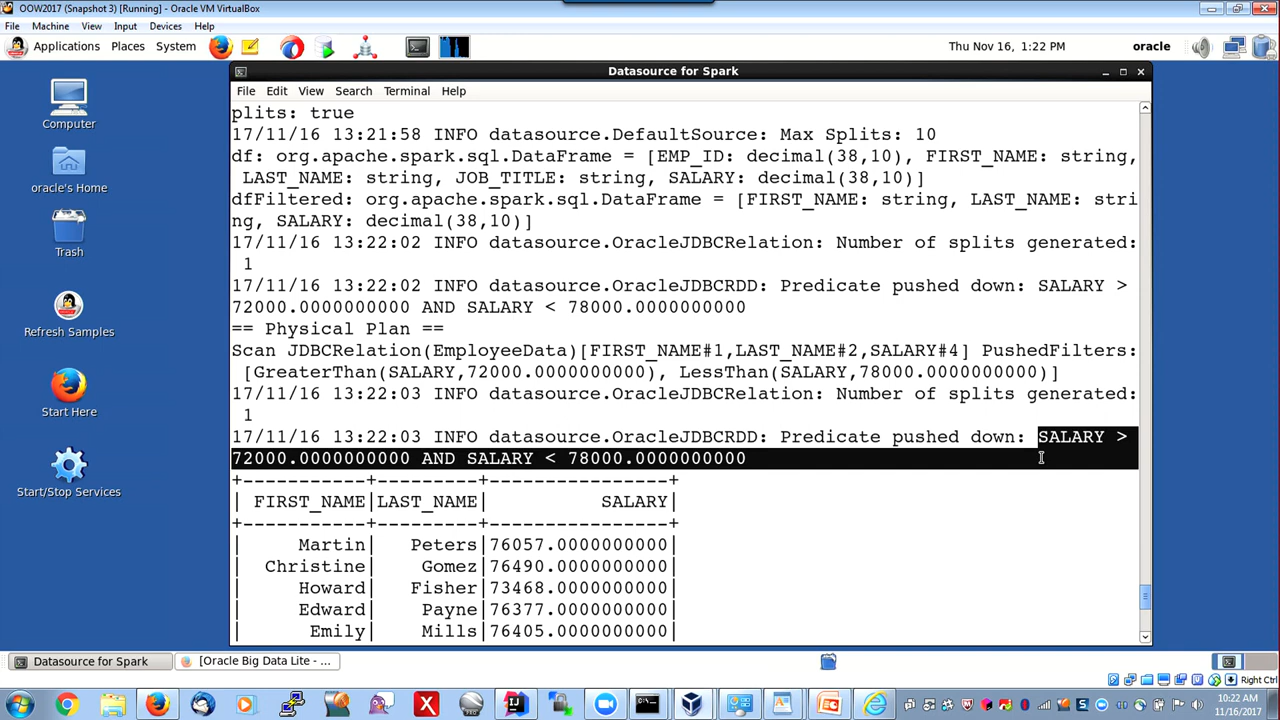 OOW2017 (Snapshot 3) [Running] - Oracle VM VirtualBox
File Machine View Input Devices Help
Applications Places System Thu Nov 16, 1:22 PM oracle
Datasource for Spark
File Edit View Search Terminal Help
plits: true
17/11/16 13:21:58 INFO datasource.DefaultSource: Max Splits: 10
df: org.apache.spark.sql.DataFrame = [EMP_ID: decimal(38,10), FIRST_NAME: string,
LAST_NAME: string, JOB_TITLE: string, SALARY: decimal(38,10)]
dfFiltered: org.apache.spark.sql.DataFrame = [FIRST_NAME: string, LAST_NAME: stri
ng, SALARY: decimal(38,10)]
17/11/16 13:22:02 INFO datasource.OracleJDBCRelation: Number of splits generated:
1
17/11/16 13:22:02 INFO datasource.OracleJDBCRDD: Predicate pushed down: SALARY >
72000.0000000000 AND SALARY < 78000.0000000000
== Physical Plan ==
Scan JDBCRelation(EmployeeData)[FIRST_NAME#1,LAST_NAME#2,SALARY#4] PushedFilters:
[GreaterThan(SALARY,72000.0000000000), LessThan(SALARY,78000.0000000000)]
17/11/16 13:22:03 INFO datasource.OracleJDBCRelation: Number of splits generated:
1
17/11/16 13:22:03 INFO datasource.OracleJDBCRDD: Predicate pushed down: SALARY >
72000.0000000000 AND SALARY < 78000.0000000000
+-----------+---------+----------------+
| FIRST_NAME|LAST_NAME|          SALARY|
+-----------+---------+----------------+
|     Martin|   Peters|76057.0000000000|
|  Christine|    Gomez|76490.0000000000|
|     Howard|   Fisher|73468.0000000000|
|     Edward|    Payne|76377.0000000000|
|      Emily|    Mills|76405.0000000000|
Computer
oracle's Home
Trash
Refresh Samples
Start Here
Start/Stop Services
Datasource for Spark [Oracle Big Data Lite - ...
Right Ctrl
10:22 AM
11/16/2017